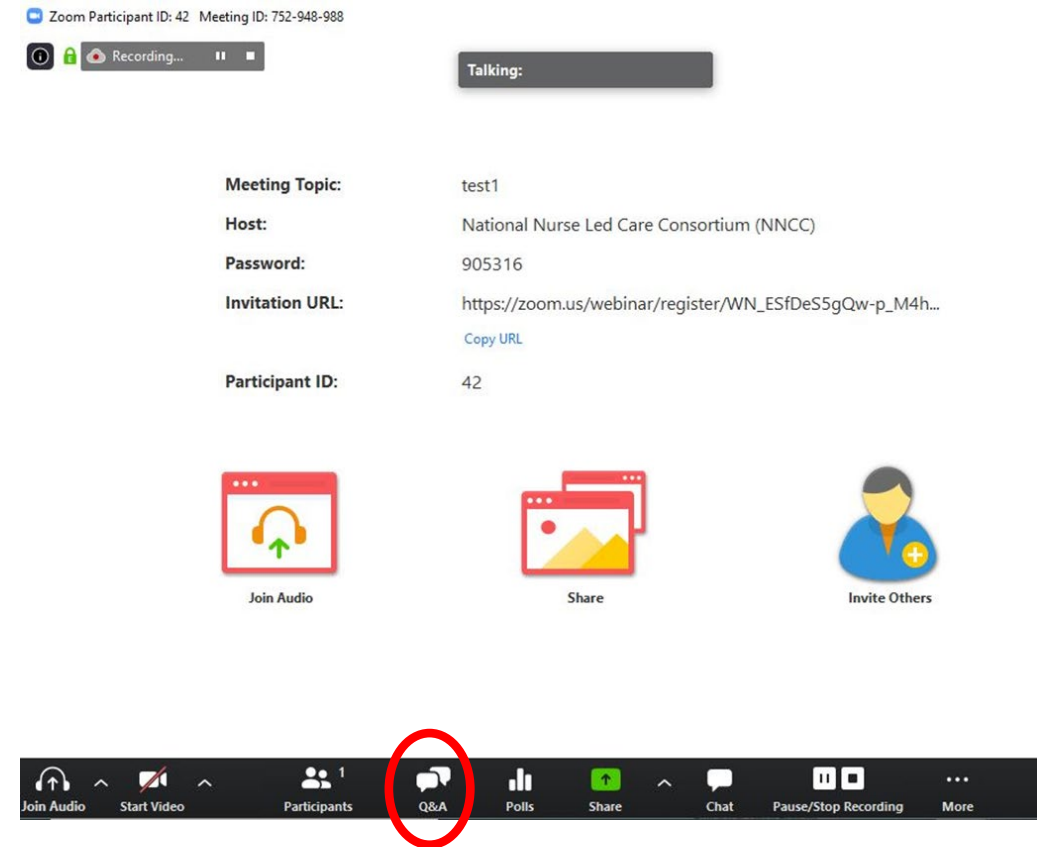 Zoom Participant ID: 42 Meeting ID: 752-948-988
Recording...
Talking:
Meeting Topic: test1
Host: National Nurse Led Care Consortium (NNCC)
Password: 905316
Invitation URL: https://zoom.us/webinar/register/WN_ESfDeS5gQw-p_M4h...
Copy URL
Participant ID: 42
Join Audio Share Invite Others
1
Join Audio Start Video Participants Q&A Polls Share Chat Pause/Stop Recording More